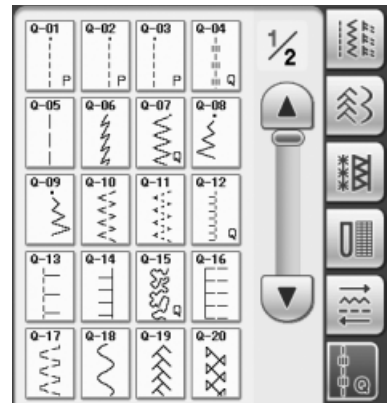 Q-01 Q-02 Q-03 Q-04 1/2
P P P Q
Q-05 Q-06 Q-07 Q-08
Q
Q-09 Q-10 Q-11 Q-12
Q
Q-13 Q-14 Q-15 Q-16
Q
Q-17 Q-18 Q-19 Q-20
Q